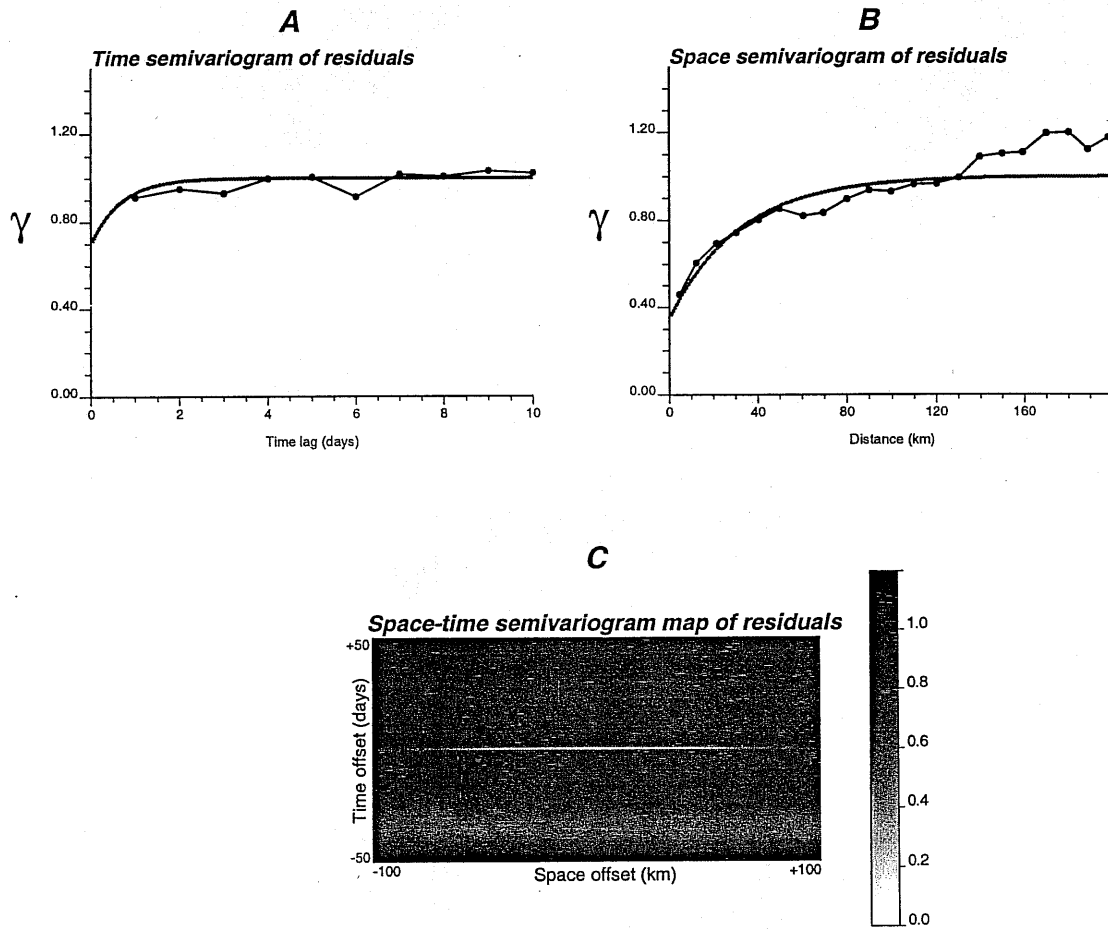 A
Time semivariogram of residuals
1.20
0.80
0.40
0.00
γ
0 2 4 6 8 10
Time lag (days)
B
Space semivariogram of residuals
1.20
0.80
0.40
0.00
γ
0 40 80 120 160
Distance (km)
C
Space-time semivariogram map of residuals
+50
Time offset (days)
-50
-100 +100
Space offset (km)
1.0
0.8
0.6
0.4
0.2
0.0